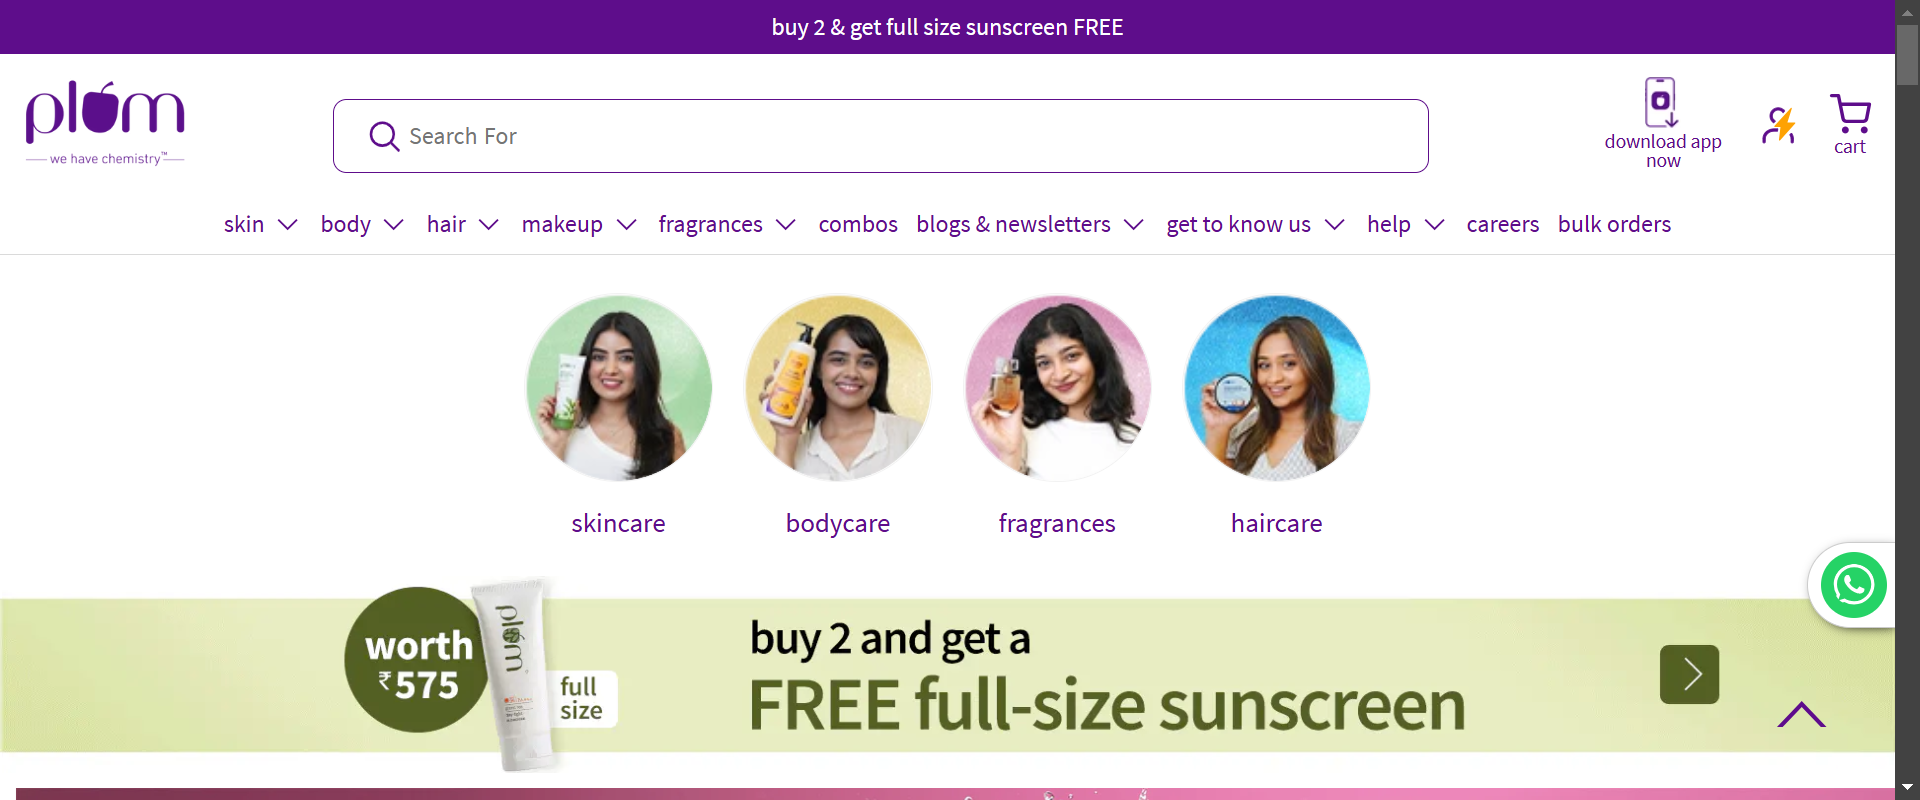 buy 2 & get full size sunscreen FREE
plum
we have chemistry™
Search For
download app
now
cart
skin
body
hair
makeup
fragrances
combos
blogs & newsletters
get to know us
help
careers
bulk orders
skincare
bodycare
fragrances
haircare
worth
₹575
plum
full
size
buy 2 and get a
FREE full-size sunscreen